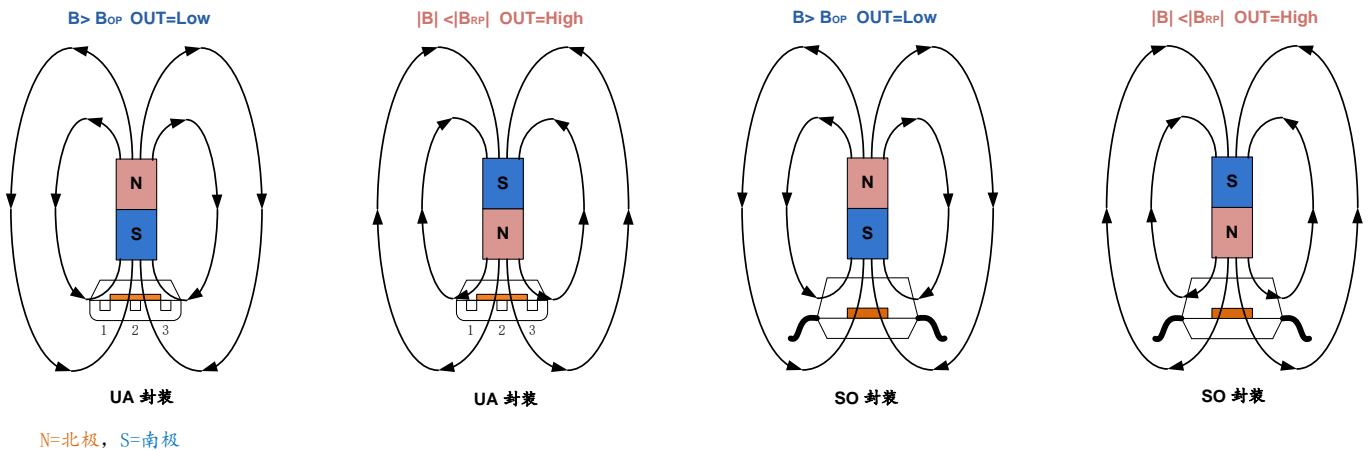 B> BOP OUT=Low
|B| <|BRP| OUT=High
B> BOP OUT=Low
|B| <|BRP| OUT=High
N
S
S
N
N
S
S
N
1 2 3
1 2 3
UA 封装
UA 封装
SO 封装
SO 封装
N=北极，S=南极